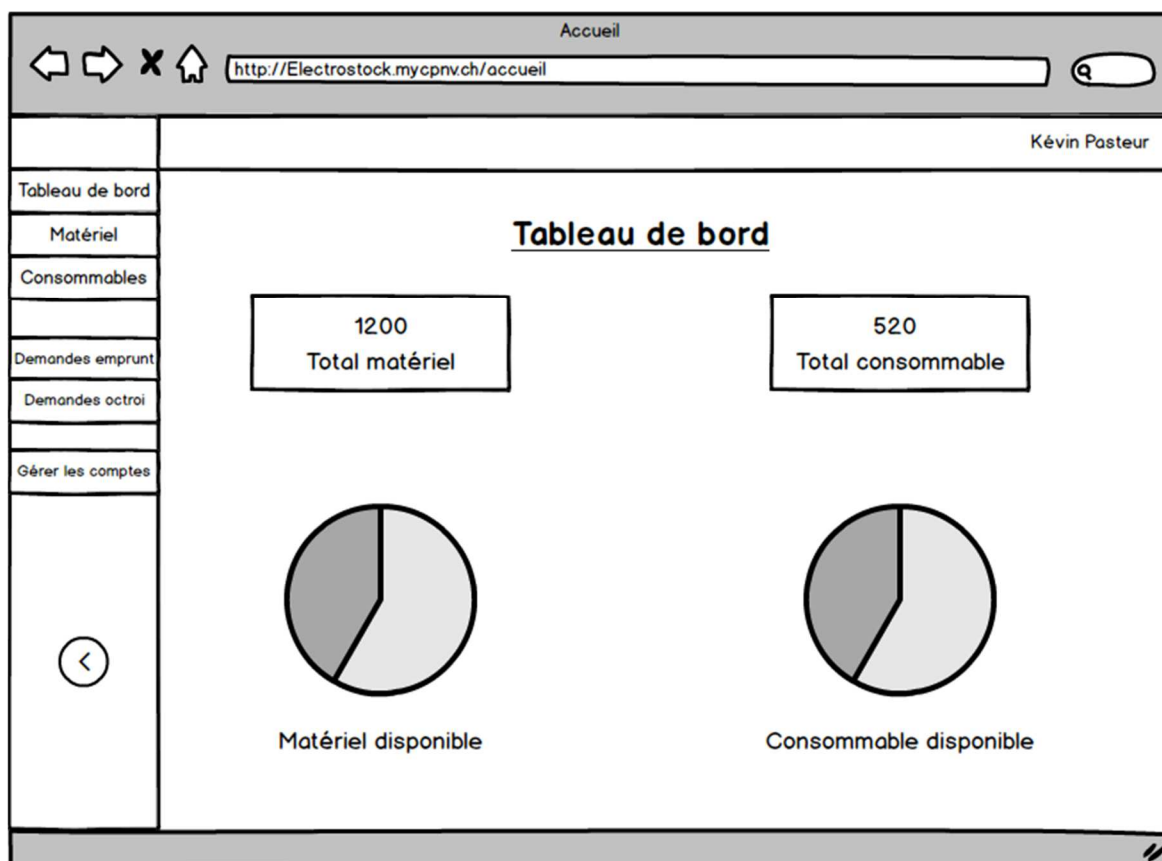 Accueil
http://Electrostock.mycpnv.ch/accueil
Kévin Pasteur
Tableau de bord
Matériel
Consommables
Demandes emprunt
Demandes octroi
Gérer les comptes
Tableau de bord
1200
Total matériel
520
Total consommable
Matériel disponible
Consommable disponible